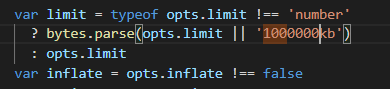 var limit = typeof opts.limit !== 'number'
? bytes.parse(opts.limit || '1000000kb')
: opts.limit
var inflate = opts.inflate !== false